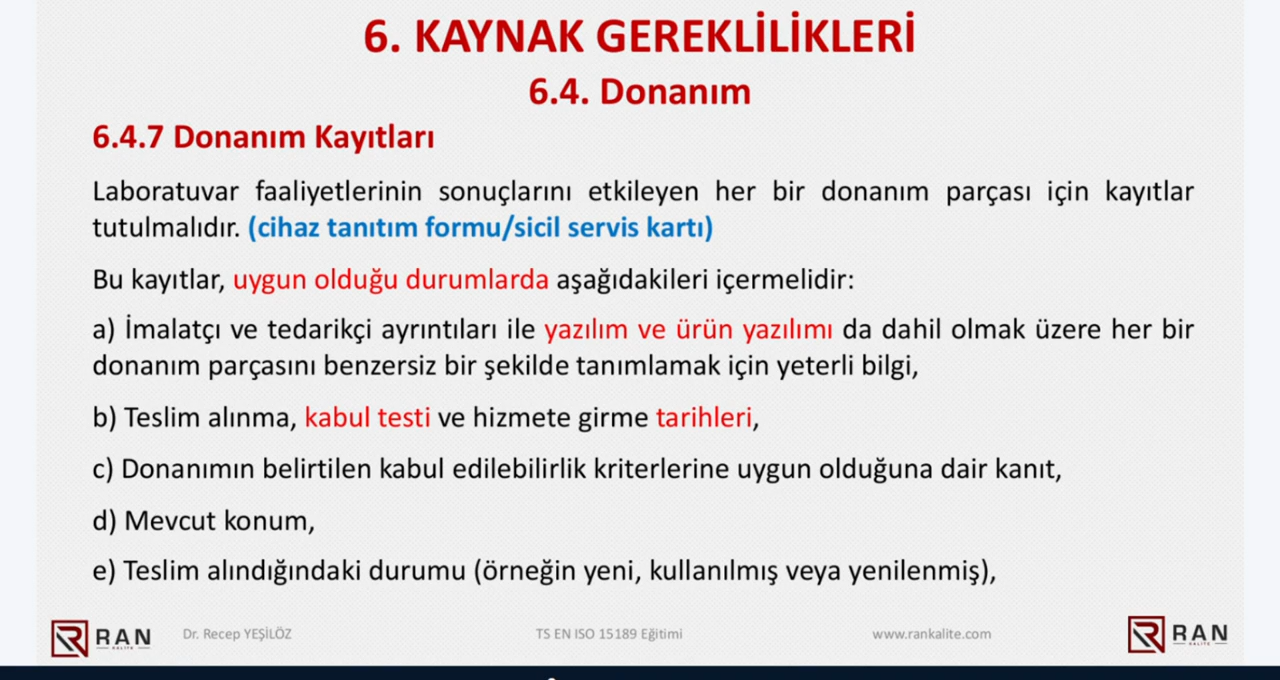 6. KAYNAK GEREKLİLİKLERİ
6.4. Donanım
6.4.7 Donanım Kayıtları
Laboratuvar faaliyetlerinin sonuçlarını etkileyen her bir donanım parçası için kayıtlar
tutulmalıdır. (cihaz tanıtım formu/sicil servis kartı)
Bu kayıtlar, uygun olduğu durumlarda aşağıdakileri içermelidir:
a) İmalatçı ve tedarikçi ayrıntıları ile yazılım ve ürün yazılımı da dahil olmak üzere her bir
donanım parçasını benzersiz bir şekilde tanımlamak için yeterli bilgi,
b) Teslim alınma, kabul testi ve hizmete girme tarihleri,
c) Donanımın belirtilen kabul edilebilirlik kriterlerine uygun olduğuna dair kanıt,
d) Mevcut konum,
e) Teslim alındığındaki durumu (örneğin yeni, kullanılmış veya yenilenmiş),
RAN
KALİTE
Dr. Recep YEŞİLÖZ
TS EN ISO 15189 Eğitimi
www.rankalite.com
RAN
KALİTE